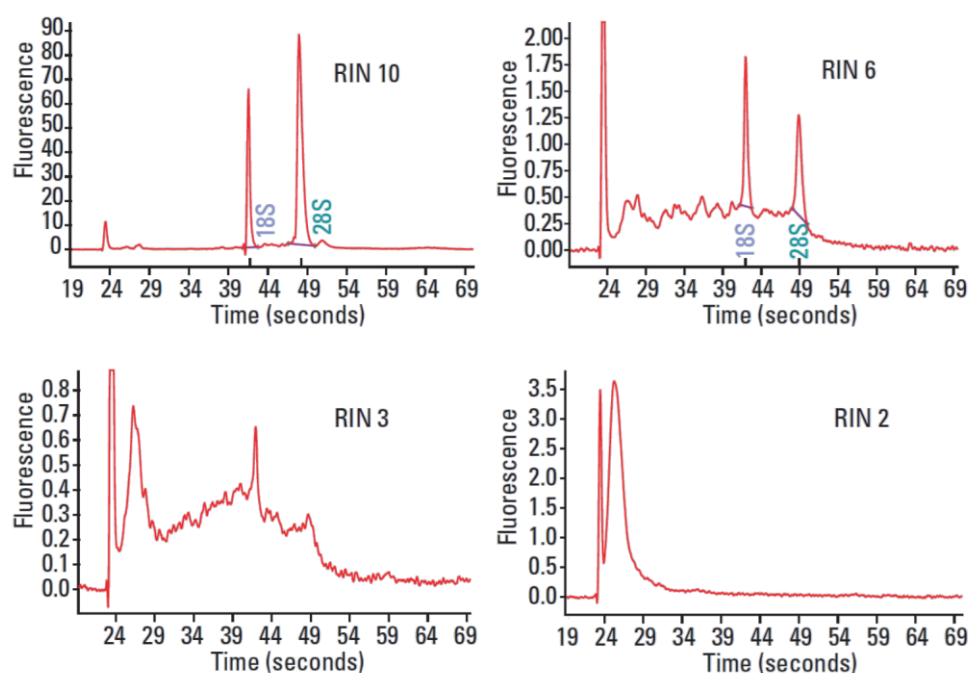 90
80
70
60
50
40
30
20
10
0
Fluorescence
RIN 10
18S
28S
19 24 29 34 39 44 49 54 59 64 69
Time (seconds)
2.00
1.75
1.50
1.25
1.00
0.75
0.50
0.25
0.00
Fluorescence
RIN 6
18S
28S
24 29 34 39 44 49 54 59 64 69
Time (seconds)
0.8
0.7
0.6
0.5
0.4
0.3
0.2
0.1
0.0
Fluorescence
RIN 3
24 29 34 39 44 49 54 59 64 69
Time (seconds)
3.5
3.0
2.5
2.0
1.5
1.0
0.5
0.0
Fluorescence
RIN 2
19 24 29 34 39 44 49 54 59 64 69
Time (seconds)